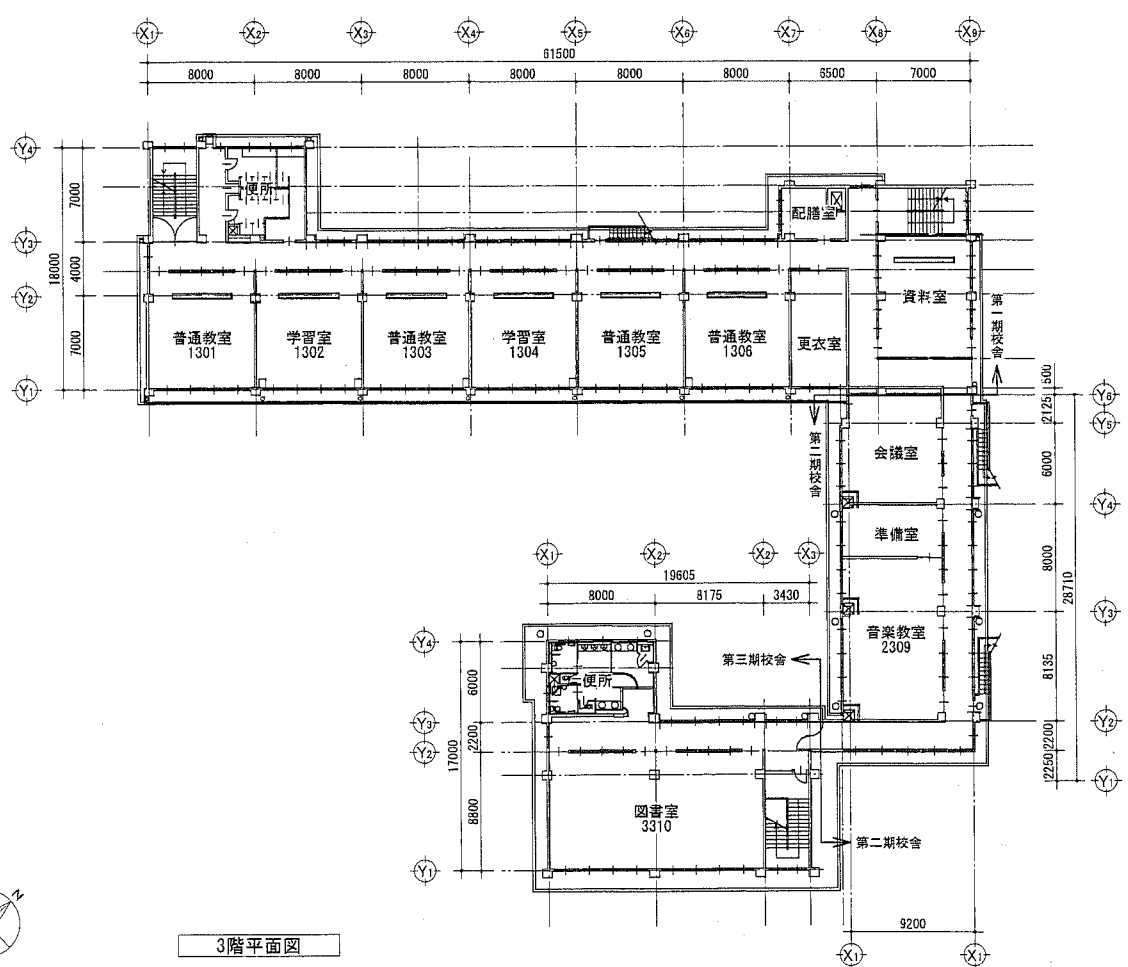 X1 X2 X3 X4 X5 X6 X7 X8 X9
61500
8000 8000 8000 8000 8000 8000 6500 7000
Y4
Y3
Y2
Y1
18000
7000
4000
7000
便所
配膳室
普通教室
1301
学習室
1302
普通教室
1303
学習室
1304
普通教室
1305
普通教室
1306
更衣室
資料室
第一期校舎
第二期校舎
500
2125
6000
8000
8135
2200
2250
28710
Y6
Y5
Y4
Y3
Y2
Y1
会議室
準備室
音楽教室
2309
X1 X2 X2 X3
19605
8000 8175 3430
Y4
Y3
Y2
Y1
17000
6000
2200
8800
便所
第三期校舎
図書室
3310
第二期校舎
9200
X1 X1
N
3階平面図